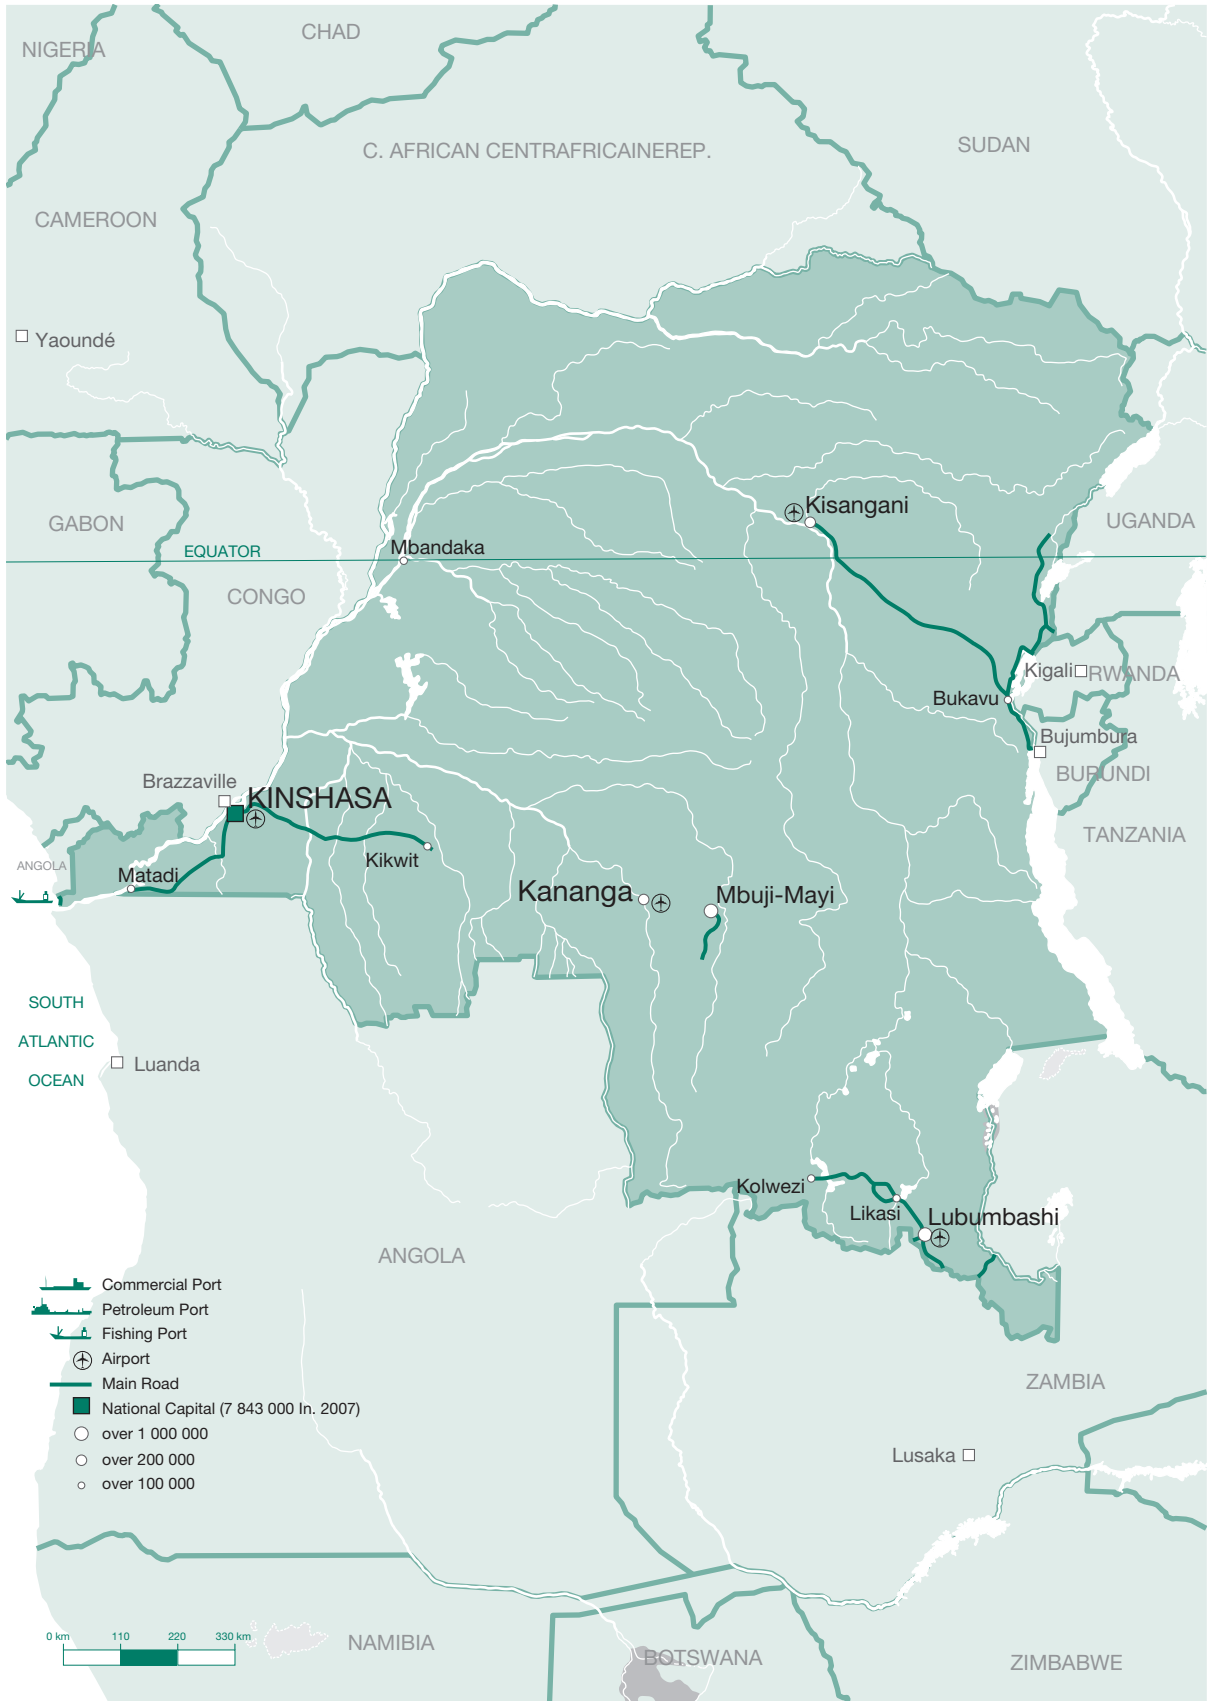 CHAD
NIGERIA
SUDAN
C. AFRICAN CENTRAFRICAINEREP.
CAMEROON
Yaoundé
Kisangani
GABON
UGANDA
EQUATOR
Mbandaka
CONGO
Kigali
RWANDA
Bukavu
Bujumbura
BURUNDI
Brazzaville
KINSHASA
TANZANIA
Kikwit
ANGOLA
Matadi
Kananga
Mbuji-Mayi
SOUTH
ATLANTIC
OCEAN
Luanda
Kolwezi
Likasi
Lubumbashi
ANGOLA
Commercial Port
Petroleum Port
Fishing Port
Airport
Main Road
National Capital (7 843 000 In. 2007)
over 1 000 000
over 200 000
over 100 000
ZAMBIA
Lusaka
0 km 110 220 330 km
NAMIBIA
BOTSWANA
ZIMBABWE